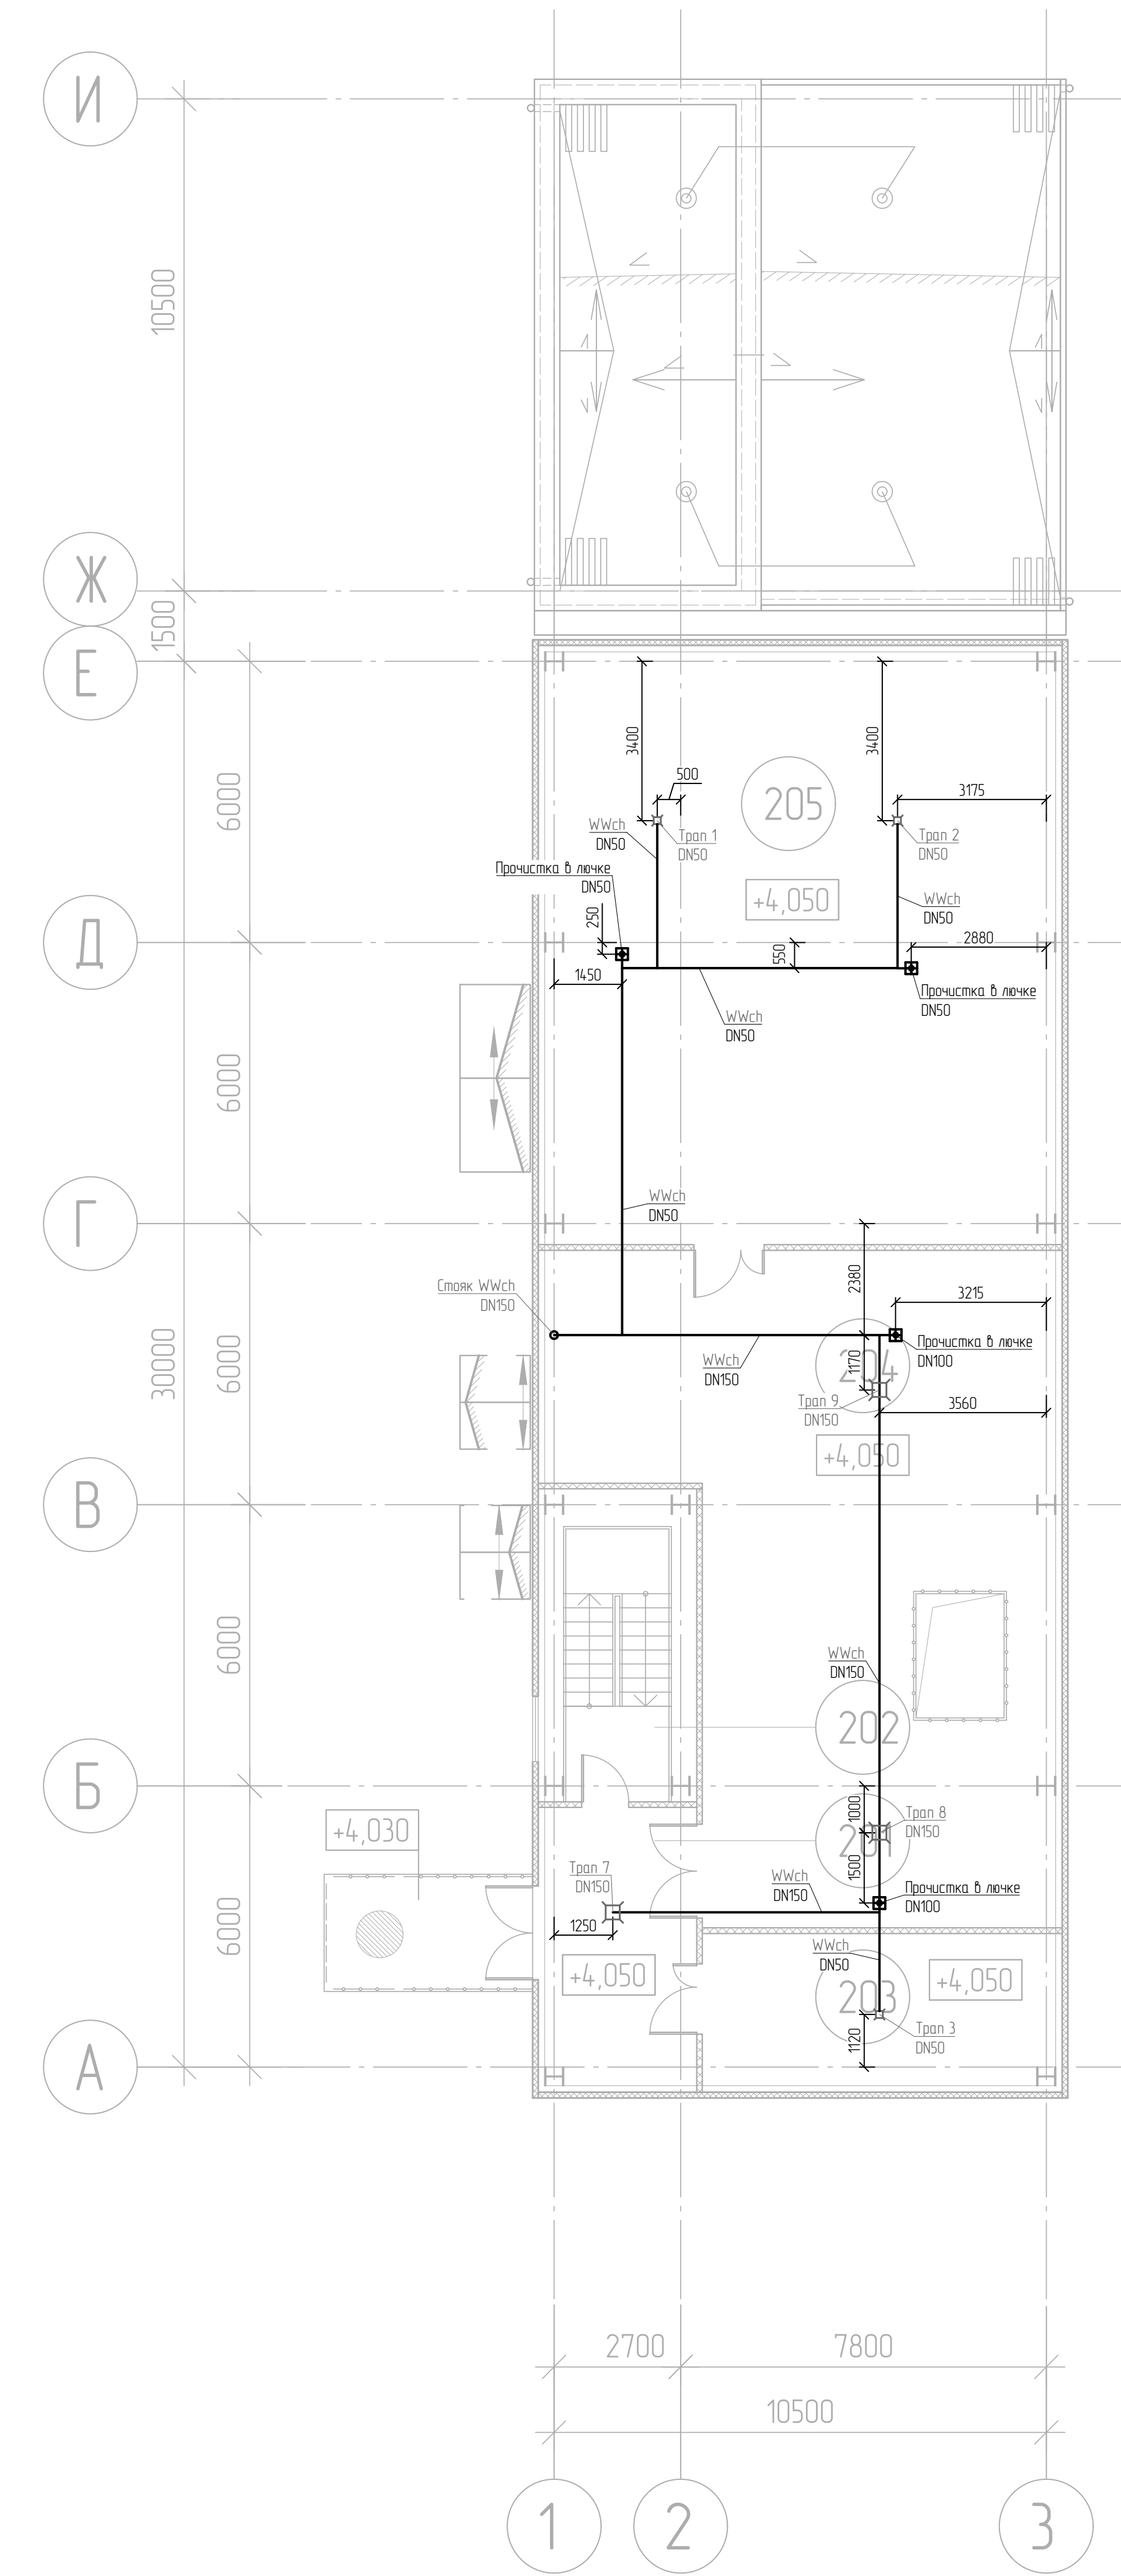 И
10500
Ж
1500
Е
3400
3400
6000
500
3175
205
WWch
DN50
Трап 1
DN50
Трап 2
DN50
Прочистка в лючке
DN50
+4,050
WWch
DN50
250
Д
550
2880
1450
Прочистка в лючке
DN50
WWch
DN50
6000
WWch
DN50
Г
2380
Стояк WWch
DN150
3215
30000
6000
Прочистка в лючке
DN100
WWch
DN150
204
1170
Трап 9
DN150
3560
+4,050
В
6000
WWch
DN150
202
Б
1000
+4,030
Трап 8
DN150
201
1500
Трап 7
DN150
WWch
DN150
Прочистка в лючке
DN100
6000
1250
WWch
DN50
+4,050
+4,050
203
Трап 3
DN50
1120
А
2700
7800
10500
1
2
3